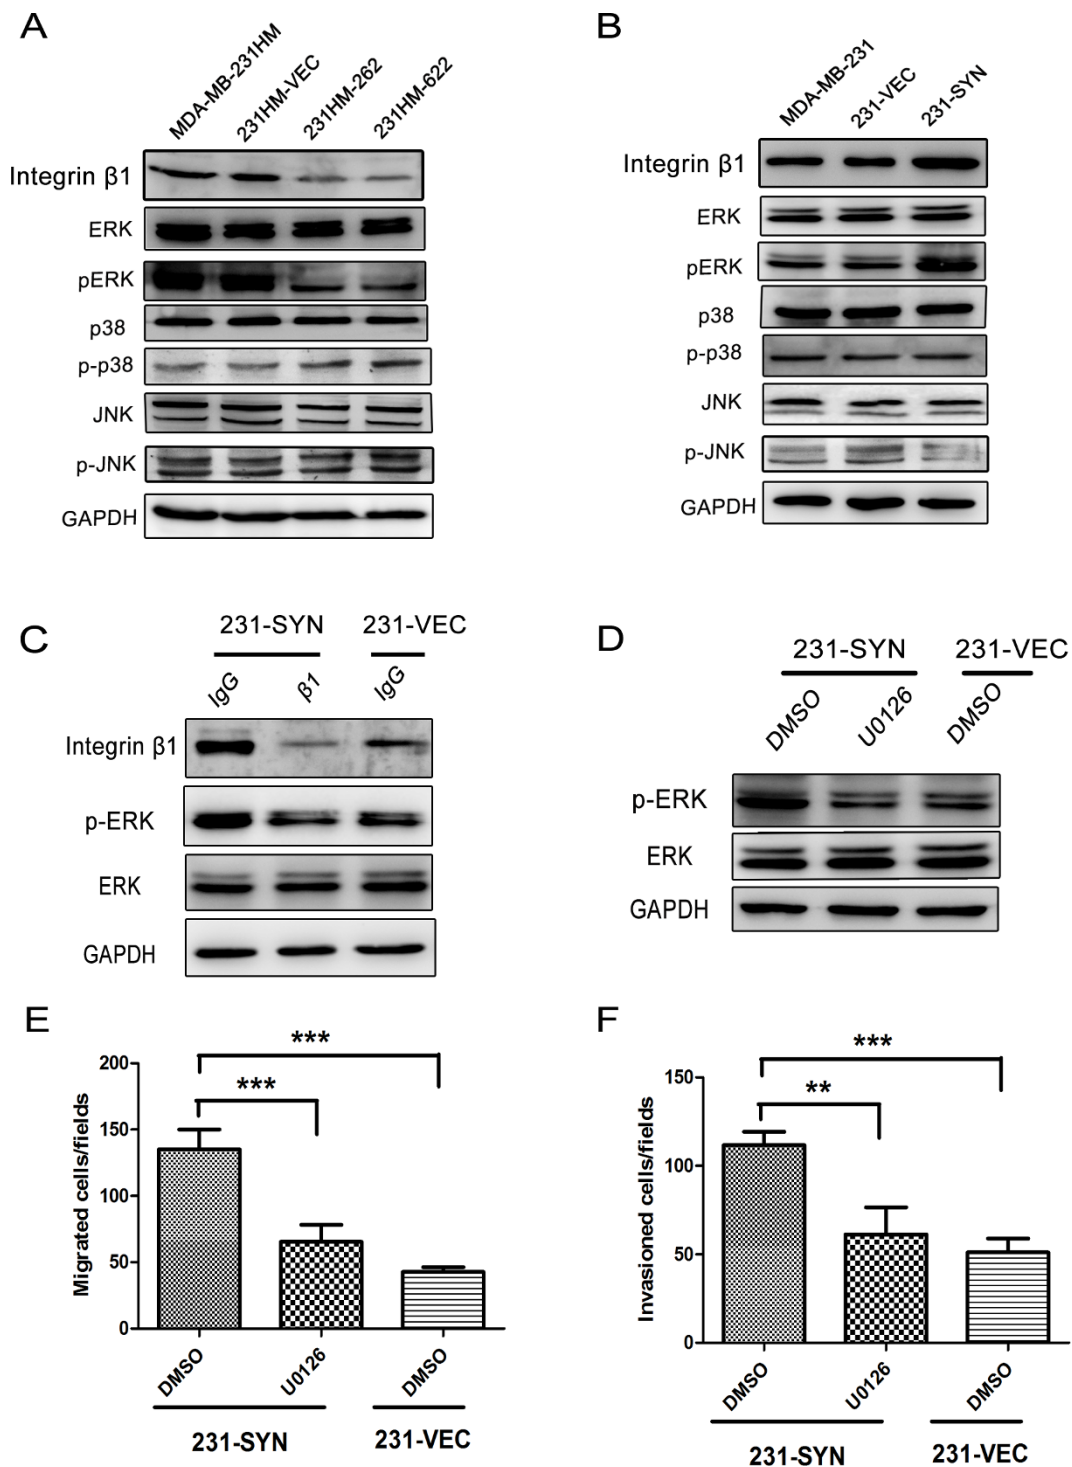 A
MDA-MB-231HM
231HM-VEC
231HM-262
231HM-622
Integrin β1
ERK
pERK
p38
p-p38
JNK
p-JNK
GAPDH
B
MDA-MB-231
231-VEC
231-SYN
Integrin β1
ERK
pERK
p38
p-p38
JNK
p-JNK
GAPDH
C
231-SYN 231-VEC
IgG β1 IgG
Integrin β1
p-ERK
ERK
GAPDH
D
231-SYN 231-VEC
DMSO U0126 DMSO
p-ERK
ERK
GAPDH
E
***
***
200
150
100
50
0
Migrated cells/fields
DMSO U0126 DMSO
231-SYN 231-VEC
F
***
**
150
100
50
0
Invasioned cells/fields
DMSO U0126 DMSO
231-SYN 231-VEC